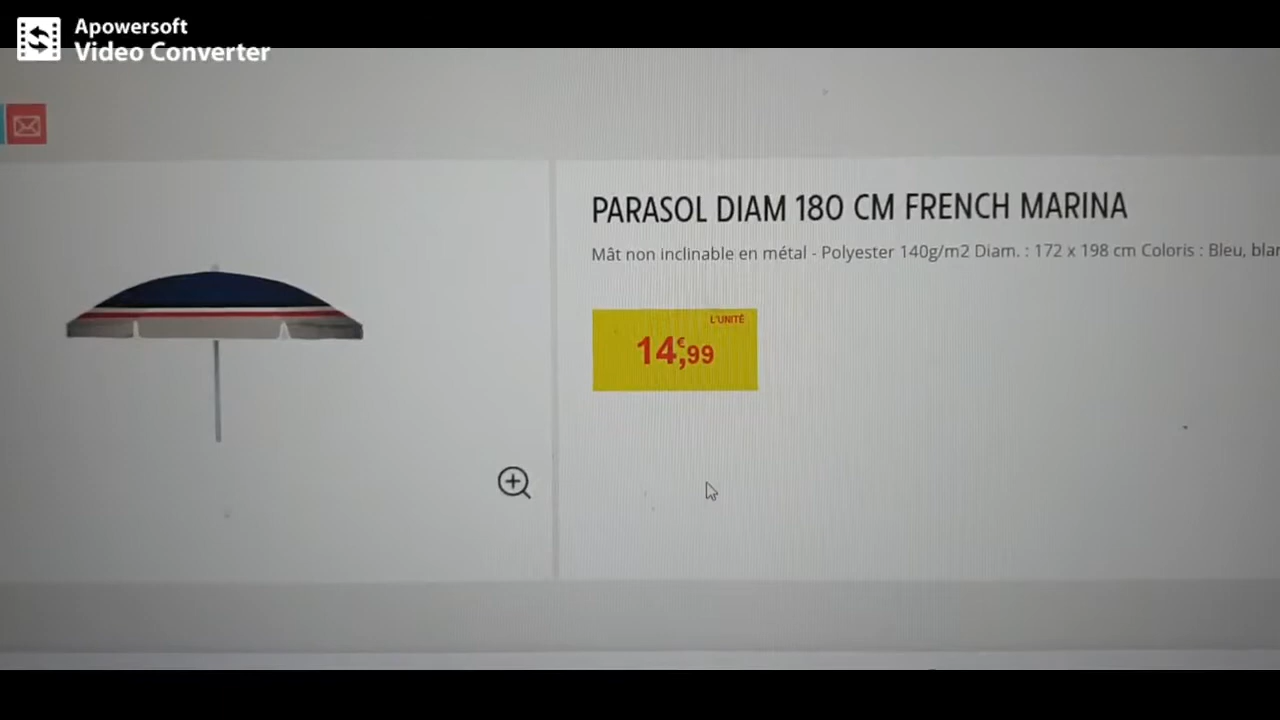 Apowersoft
Video Converter
PARASOL DIAM 180 CM FRENCH MARINA
Mât non inclinable en métal - Polyester 140g/m2 Diam. : 172 x 198 cm Coloris : Bleu,
L'UNITÉ
14€,99